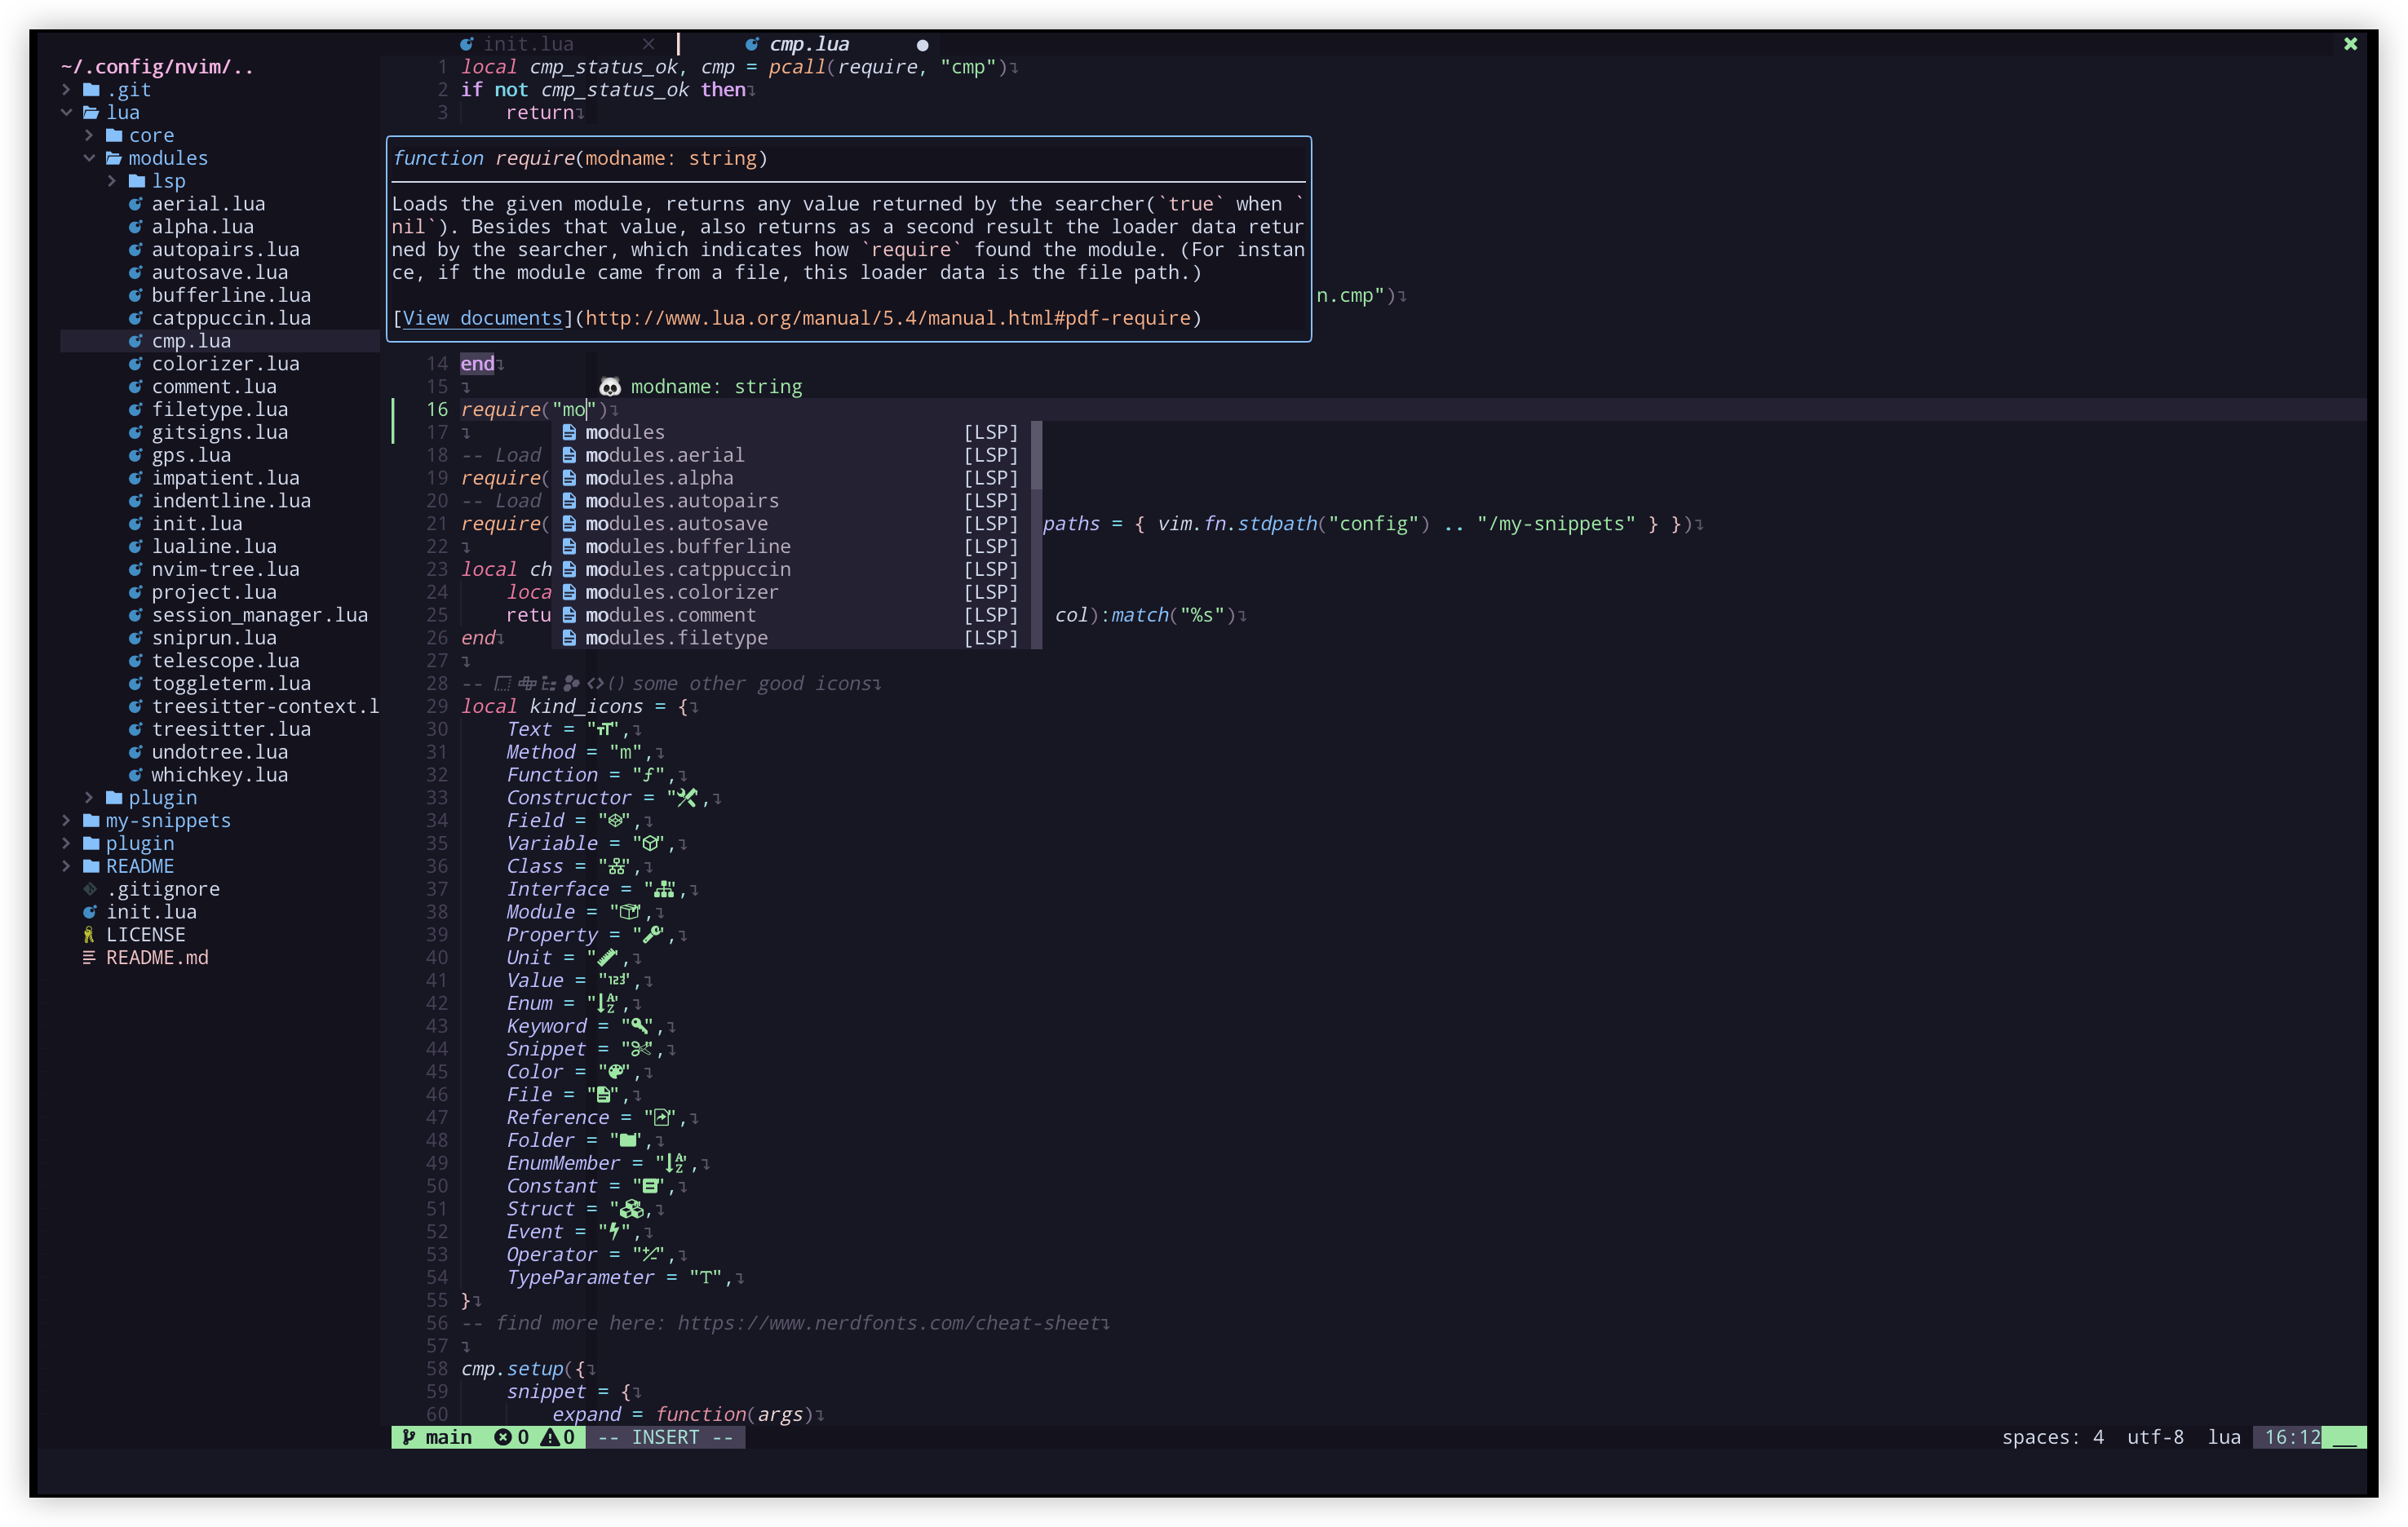 init.lua
cmp.lua
~/.config/nvim/..
.git
lua
core
modules
lsp
aerial.lua
alpha.lua
autopairs.lua
autosave.lua
bufferline.lua
catppuccin.lua
cmp.lua
colorizer.lua
comment.lua
filetype.lua
gitsigns.lua
gps.lua
impatient.lua
indentline.lua
init.lua
lualine.lua
nvim-tree.lua
project.lua
session_manager.lua
sniprun.lua
telescope.lua
toggleterm.lua
treesitter-context.l
treesitter.lua
undotree.lua
whichkey.lua
plugin
my-snippets
plugin
README
.gitignore
init.lua
LICENSE
README.md
1 local cmp_status_ok, cmp = pcall(require, "cmp")
2 if not cmp_status_ok then
3 return
function require(modname: string)
Loads the given module, returns any value returned by the searcher(`true` when `
nil`). Besides that value, also returns as a second result the loader data retur
ned by the searcher, which indicates how `require` found the module. (For instan
ce, if the module came from a file, this loader data is the file path.)
n.cmp")
[View documents](http://www.lua.org/manual/5.4/manual.html#pdf-require)
14 end
15 🐼 modname: string
16 require("mo")
17
modules [LSP]
18 -- Load
modules.aerial [LSP]
19 require(
modules.alpha [LSP]
20 -- Load
modules.autopairs [LSP]
21 require(
modules.autosave [LSP]
paths = { vim.fn.stdpath("config") .. "/my-snippets" } })
22
modules.bufferline [LSP]
23 local ch
modules.catppuccin [LSP]
24 loca
modules.colorizer [LSP]
25 retu
modules.comment [LSP]
col):match("%s")
26 end
modules.filetype [LSP]
27
28 -- <>() some other good icons
29 local kind_icons = {
30 Text = "",
31 Method = "m",
32 Function = "ƒ",
33 Constructor = "",
34 Field = "",
35 Variable = "",
36 Class = "",
37 Interface = "",
38 Module = "",
39 Property = "",
40 Unit = "",
41 Value = "123",
42 Enum = "",
43 Keyword = "",
44 Snippet = "",
45 Color = "",
46 File = "",
47 Reference = "",
48 Folder = "",
49 EnumMember = "",
50 Constant = "",
51 Struct = "",
52 Event = "",
53 Operator = "",
54 TypeParameter = "T",
55 }
56 -- find more here: https://www.nerdfonts.com/cheat-sheet
57
58 cmp.setup({
59 snippet = {
60 expand = function(args)
main 0 0 -- INSERT -- spaces: 4 utf-8 lua 16:12